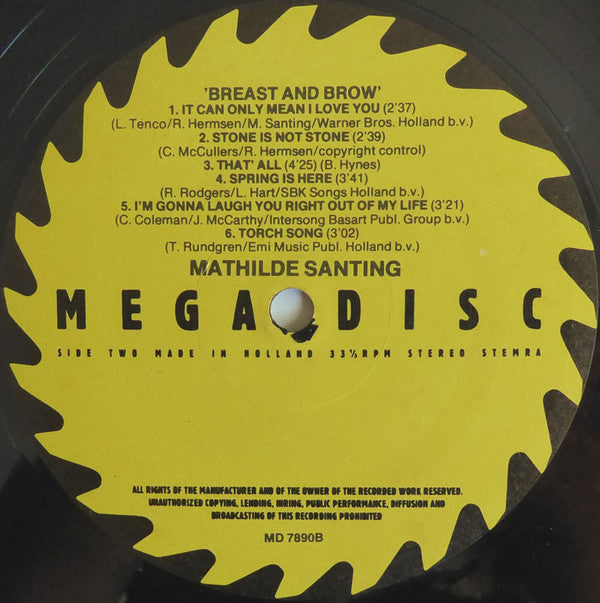 'BREAST AND BROW'
1. IT CAN ONLY MEAN I LOVE YOU (2'37)
(L. Tenco/R. Hermsen/M. Santing/Warner Bros. Holland b.v.)
2. STONE IS NOT STONE (2'39)
(C. McCullers/R. Hermsen/copyright control)
3. THAT' ALL (4'25) (B. Hynes)
4. SPRING IS HERE (3'41)
(R. Rodgers/L. Hart/SBK Songs Holland b.v.)
5. I'M GONNA LAUGH YOU RIGHT OUT OF MY LIFE (3'21)
(C. Coleman/J. McCarthy/Intersong Basart Publ. Group b.v.)
6. TORCH SONG (3'02)
(T. Rundgren/Emi Music Publ. Holland b.v.)
MATHILDE SANTING
MEGADISC
SIDE TWO MADE IN HOLLAND 33⅓RPM STEREO STEMRA
ALL RIGHTS OF THE MANUFACTURER AND OF THE OWNER OF THE RECORDED WORK RESERVED.
UNAUTHORIZED COPYING, LENDING, HIRING, PUBLIC PERFORMANCE, DIFFUSION AND
BROADCASTING OF THIS RECORDING PROHIBITED
MD 7890B